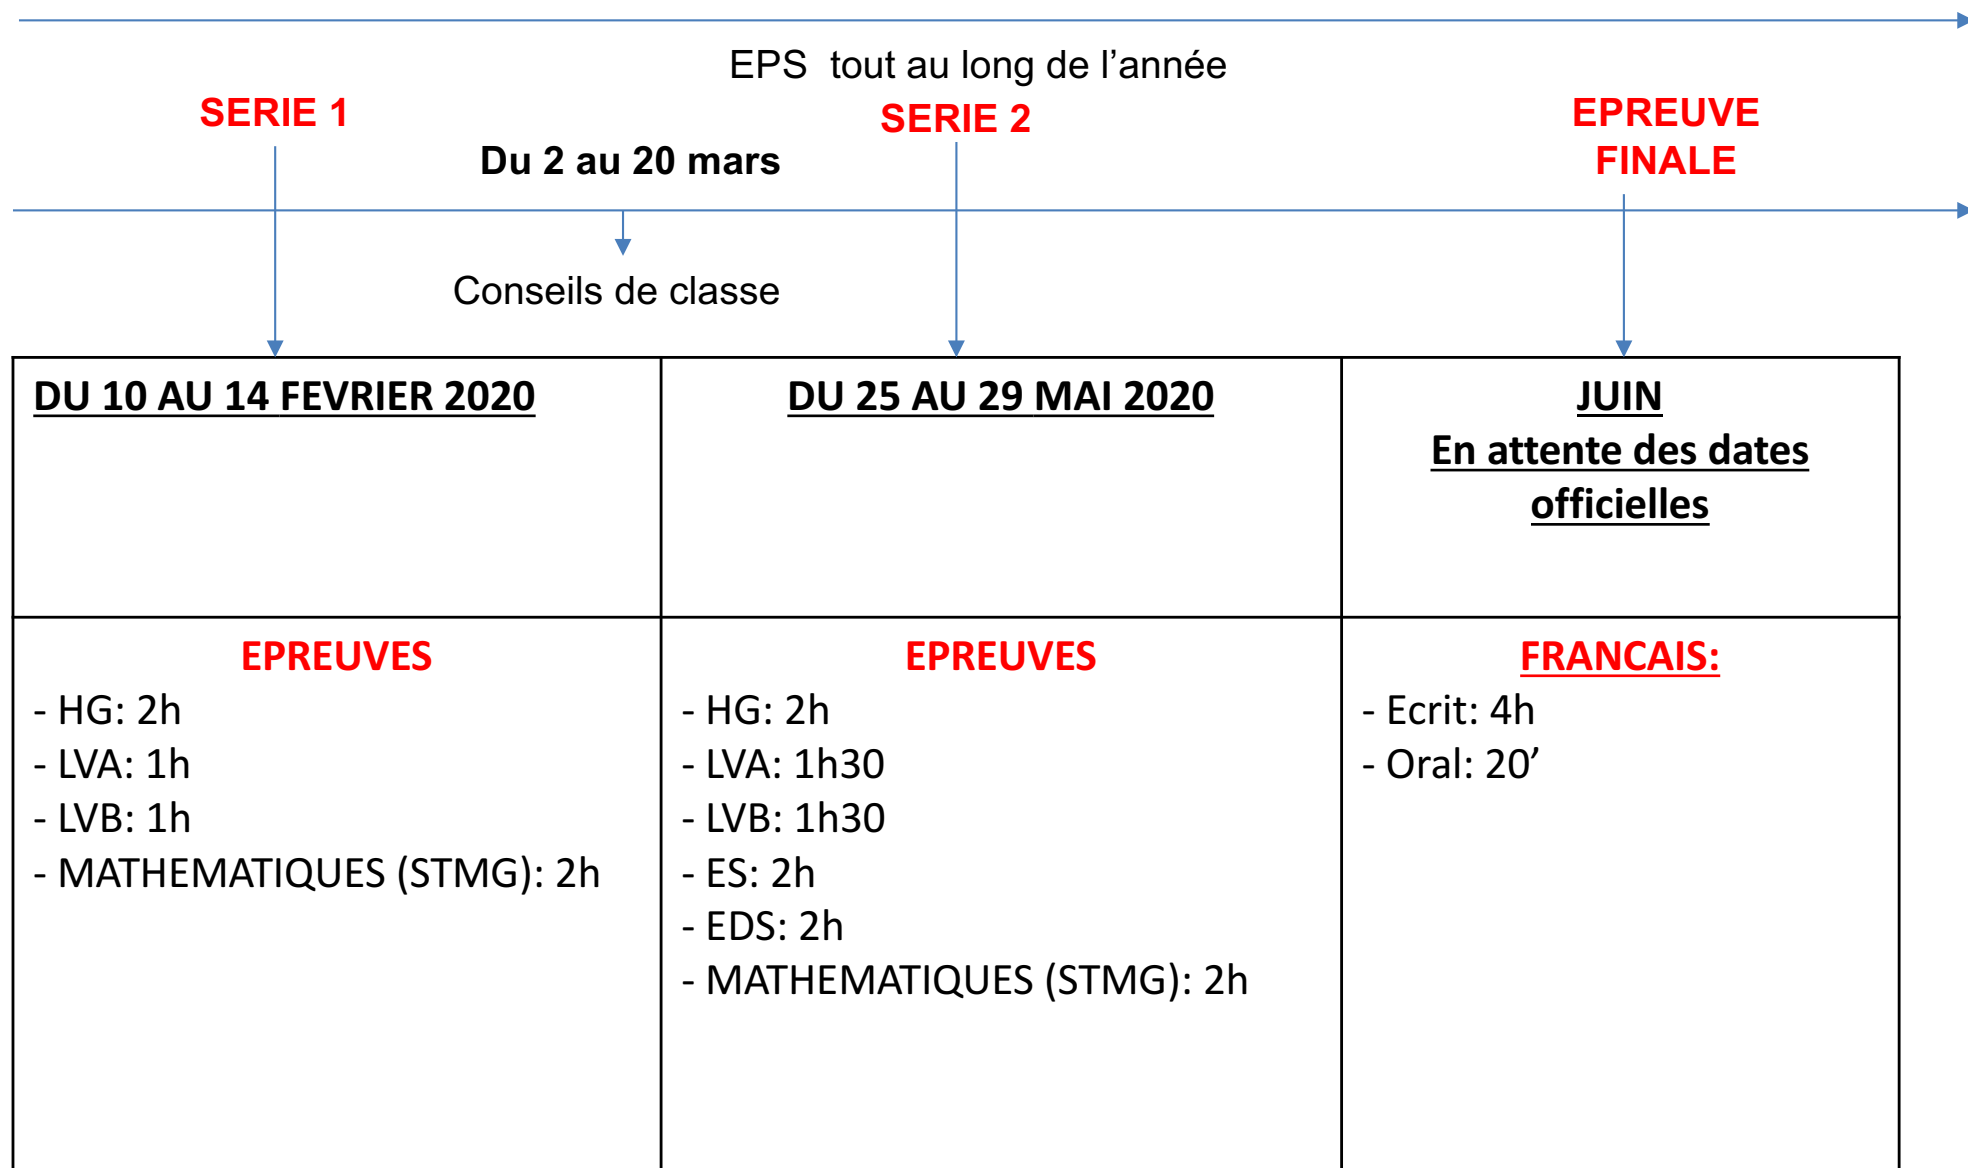 EPS  tout au long de l’année
SERIE 1
SERIE 2
EPREUVE
FINALE
Du 2 au 20 mars
Conseils de classe
DU 10 AU 14 FEVRIER 2020
DU 25 AU 29 MAI 2020
JUIN
En attente des dates
officielles
EPREUVES
- HG: 2h
- LVA: 1h
- LVB: 1h
- MATHEMATIQUES (STMG): 2h
EPREUVES
- HG: 2h
- LVA: 1h30
- LVB: 1h30
- ES: 2h
- EDS: 2h
- MATHEMATIQUES (STMG): 2h
FRANCAIS:
- Ecrit: 4h
- Oral: 20’